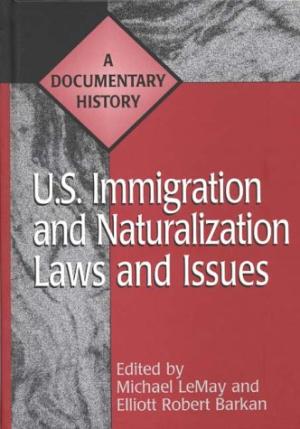 A
DOCUMENTARY
HISTORY
U.S. Immigration
and Naturalization
Laws and Issues
Edited by
Michael LeMay and
Elliott Robert Barkan